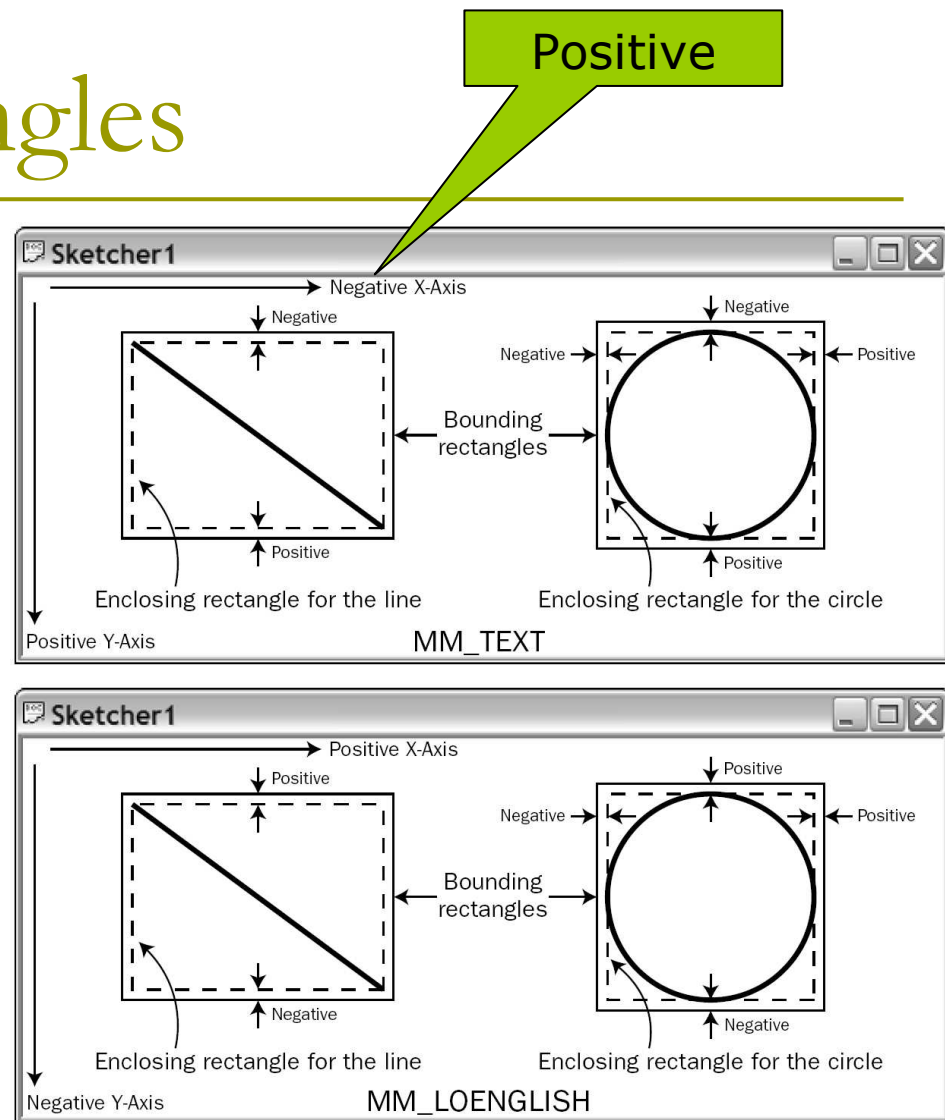 Positive
ngles
Sketcher1
Negative X-Axis
Negative
Negative
Negative
Positive
Bounding
rectangles
Positive
Positive
Enclosing rectangle for the line
Enclosing rectangle for the circle
Positive Y-Axis
MM_TEXT
Sketcher1
Positive X-Axis
Positive
Positive
Negative
Positive
Bounding
rectangles
Negative
Negative
Enclosing rectangle for the line
Enclosing rectangle for the circle
Negative Y-Axis
MM_LOENGLISH